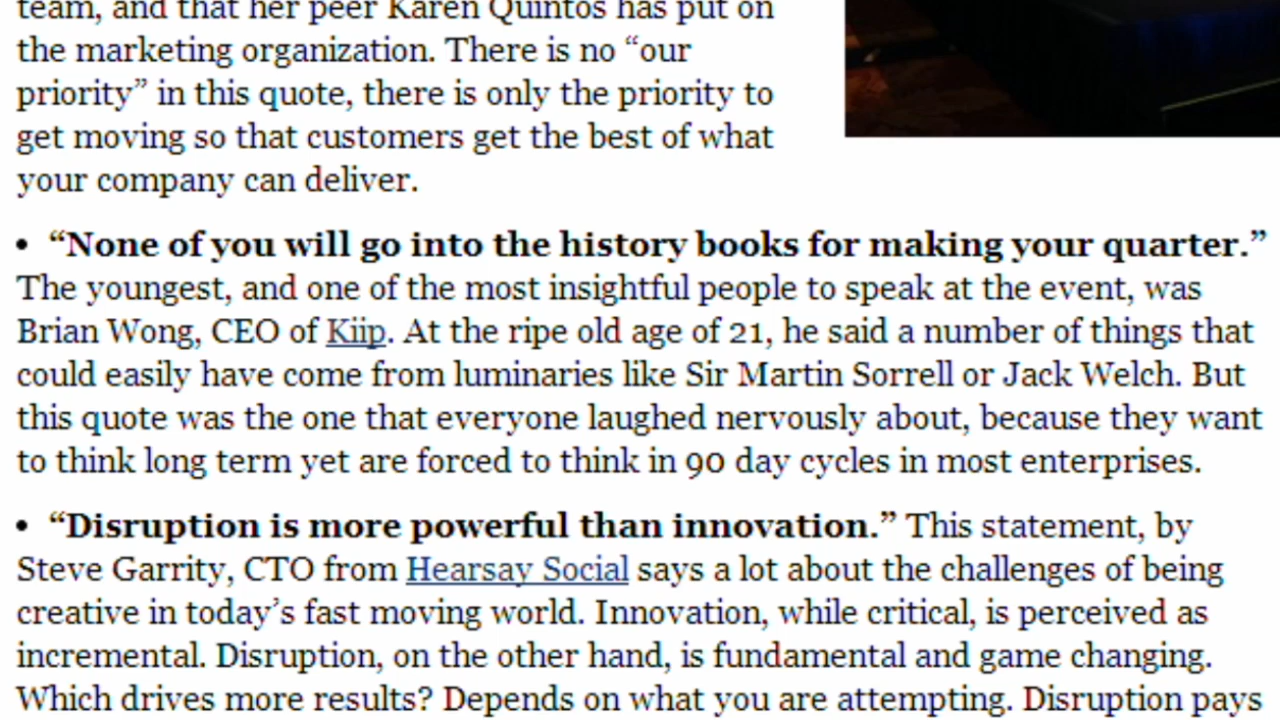 team, and that her peer Karen Quintos has put on
the marketing organization. There is no “our
priority” in this quote, there is only the priority to
get moving so that customers get the best of what
your company can deliver.
• “None of you will go into the history books for making your quarter.”
The youngest, and one of the most insightful people to speak at the event, was
Brian Wong, CEO of Kiip. At the ripe old age of 21, he said a number of things that
could easily have come from luminaries like Sir Martin Sorrell or Jack Welch. But
this quote was the one that everyone laughed nervously about, because they want
to think long term yet are forced to think in 90 day cycles in most enterprises.
• “Disruption is more powerful than innovation.” This statement, by
Steve Garrity, CTO from Hearsay Social says a lot about the challenges of being
creative in today’s fast moving world. Innovation, while critical, is perceived as
incremental. Disruption, on the other hand, is fundamental and game changing.
Which drives more results? Depends on what you are attempting. Disruption pays